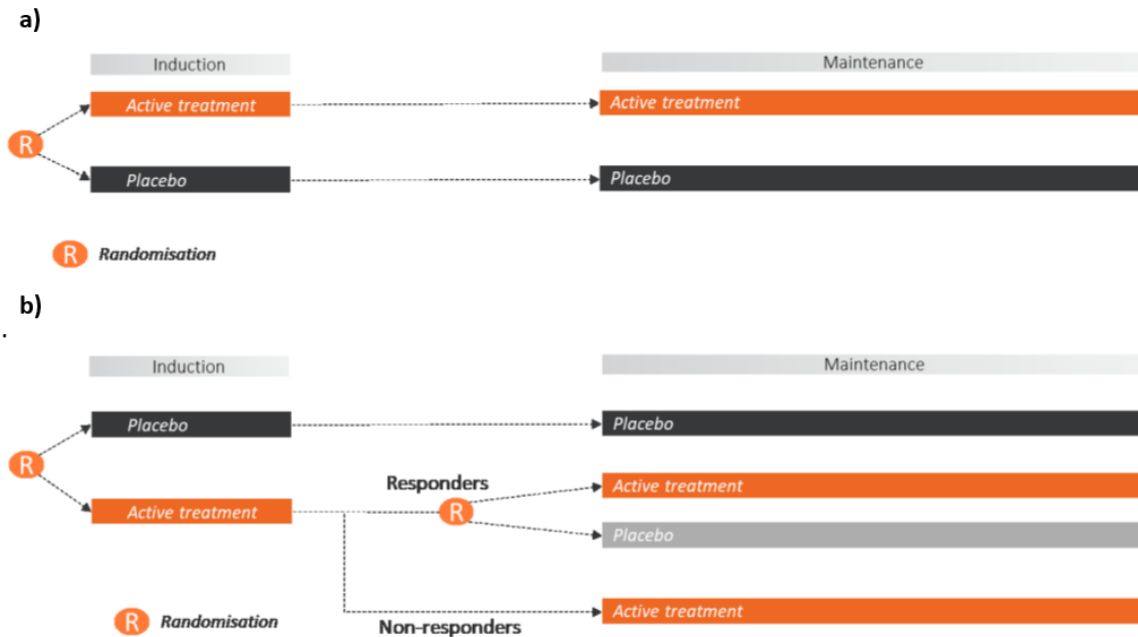 a)
Induction Maintenance
Active treatment Active treatment
R
Placebo Placebo
R Randomisation
b)
.
Induction Maintenance
Placebo Placebo
R
Responders
Active treatment
Active treatment R
Placebo
Active treatment
R Randomisation
Non-responders